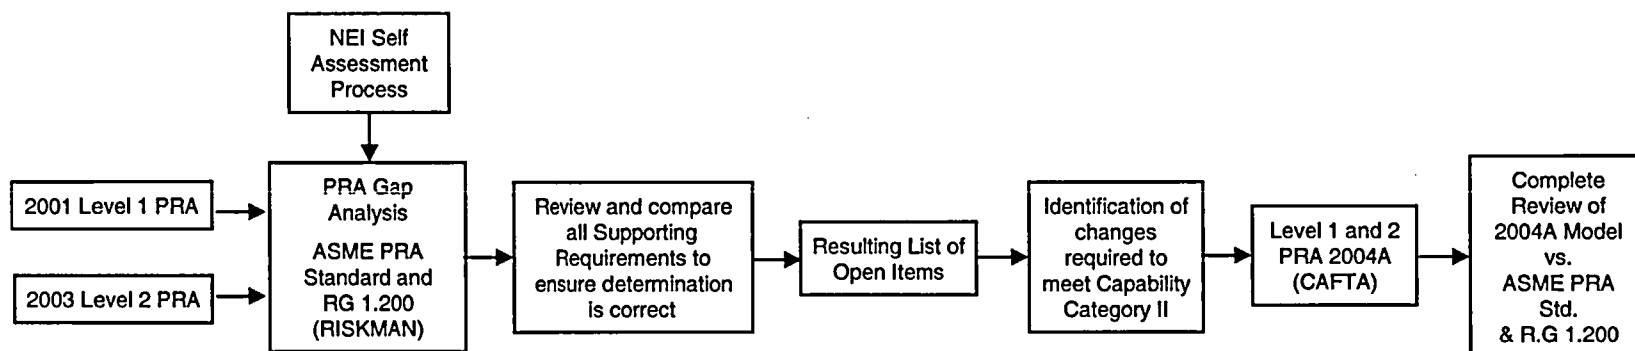 NEI Self
Assessment
Process
2001 Level 1 PRA
2003 Level 2 PRA
PRA Gap
Analysis
ASME PRA
Standard and
RG 1.200
(RISKMAN)
Review and compare
all Supporting
Requirements to
ensure determination
is correct
Resulting List of
Open Items
Identification of
changes
required to
meet Capability
Category II
Level 1 and 2
PRA 2004A
(CAFTA)
Complete
Review of
2004A Model
vs.
ASME PRA
Std.
& R.G 1.200